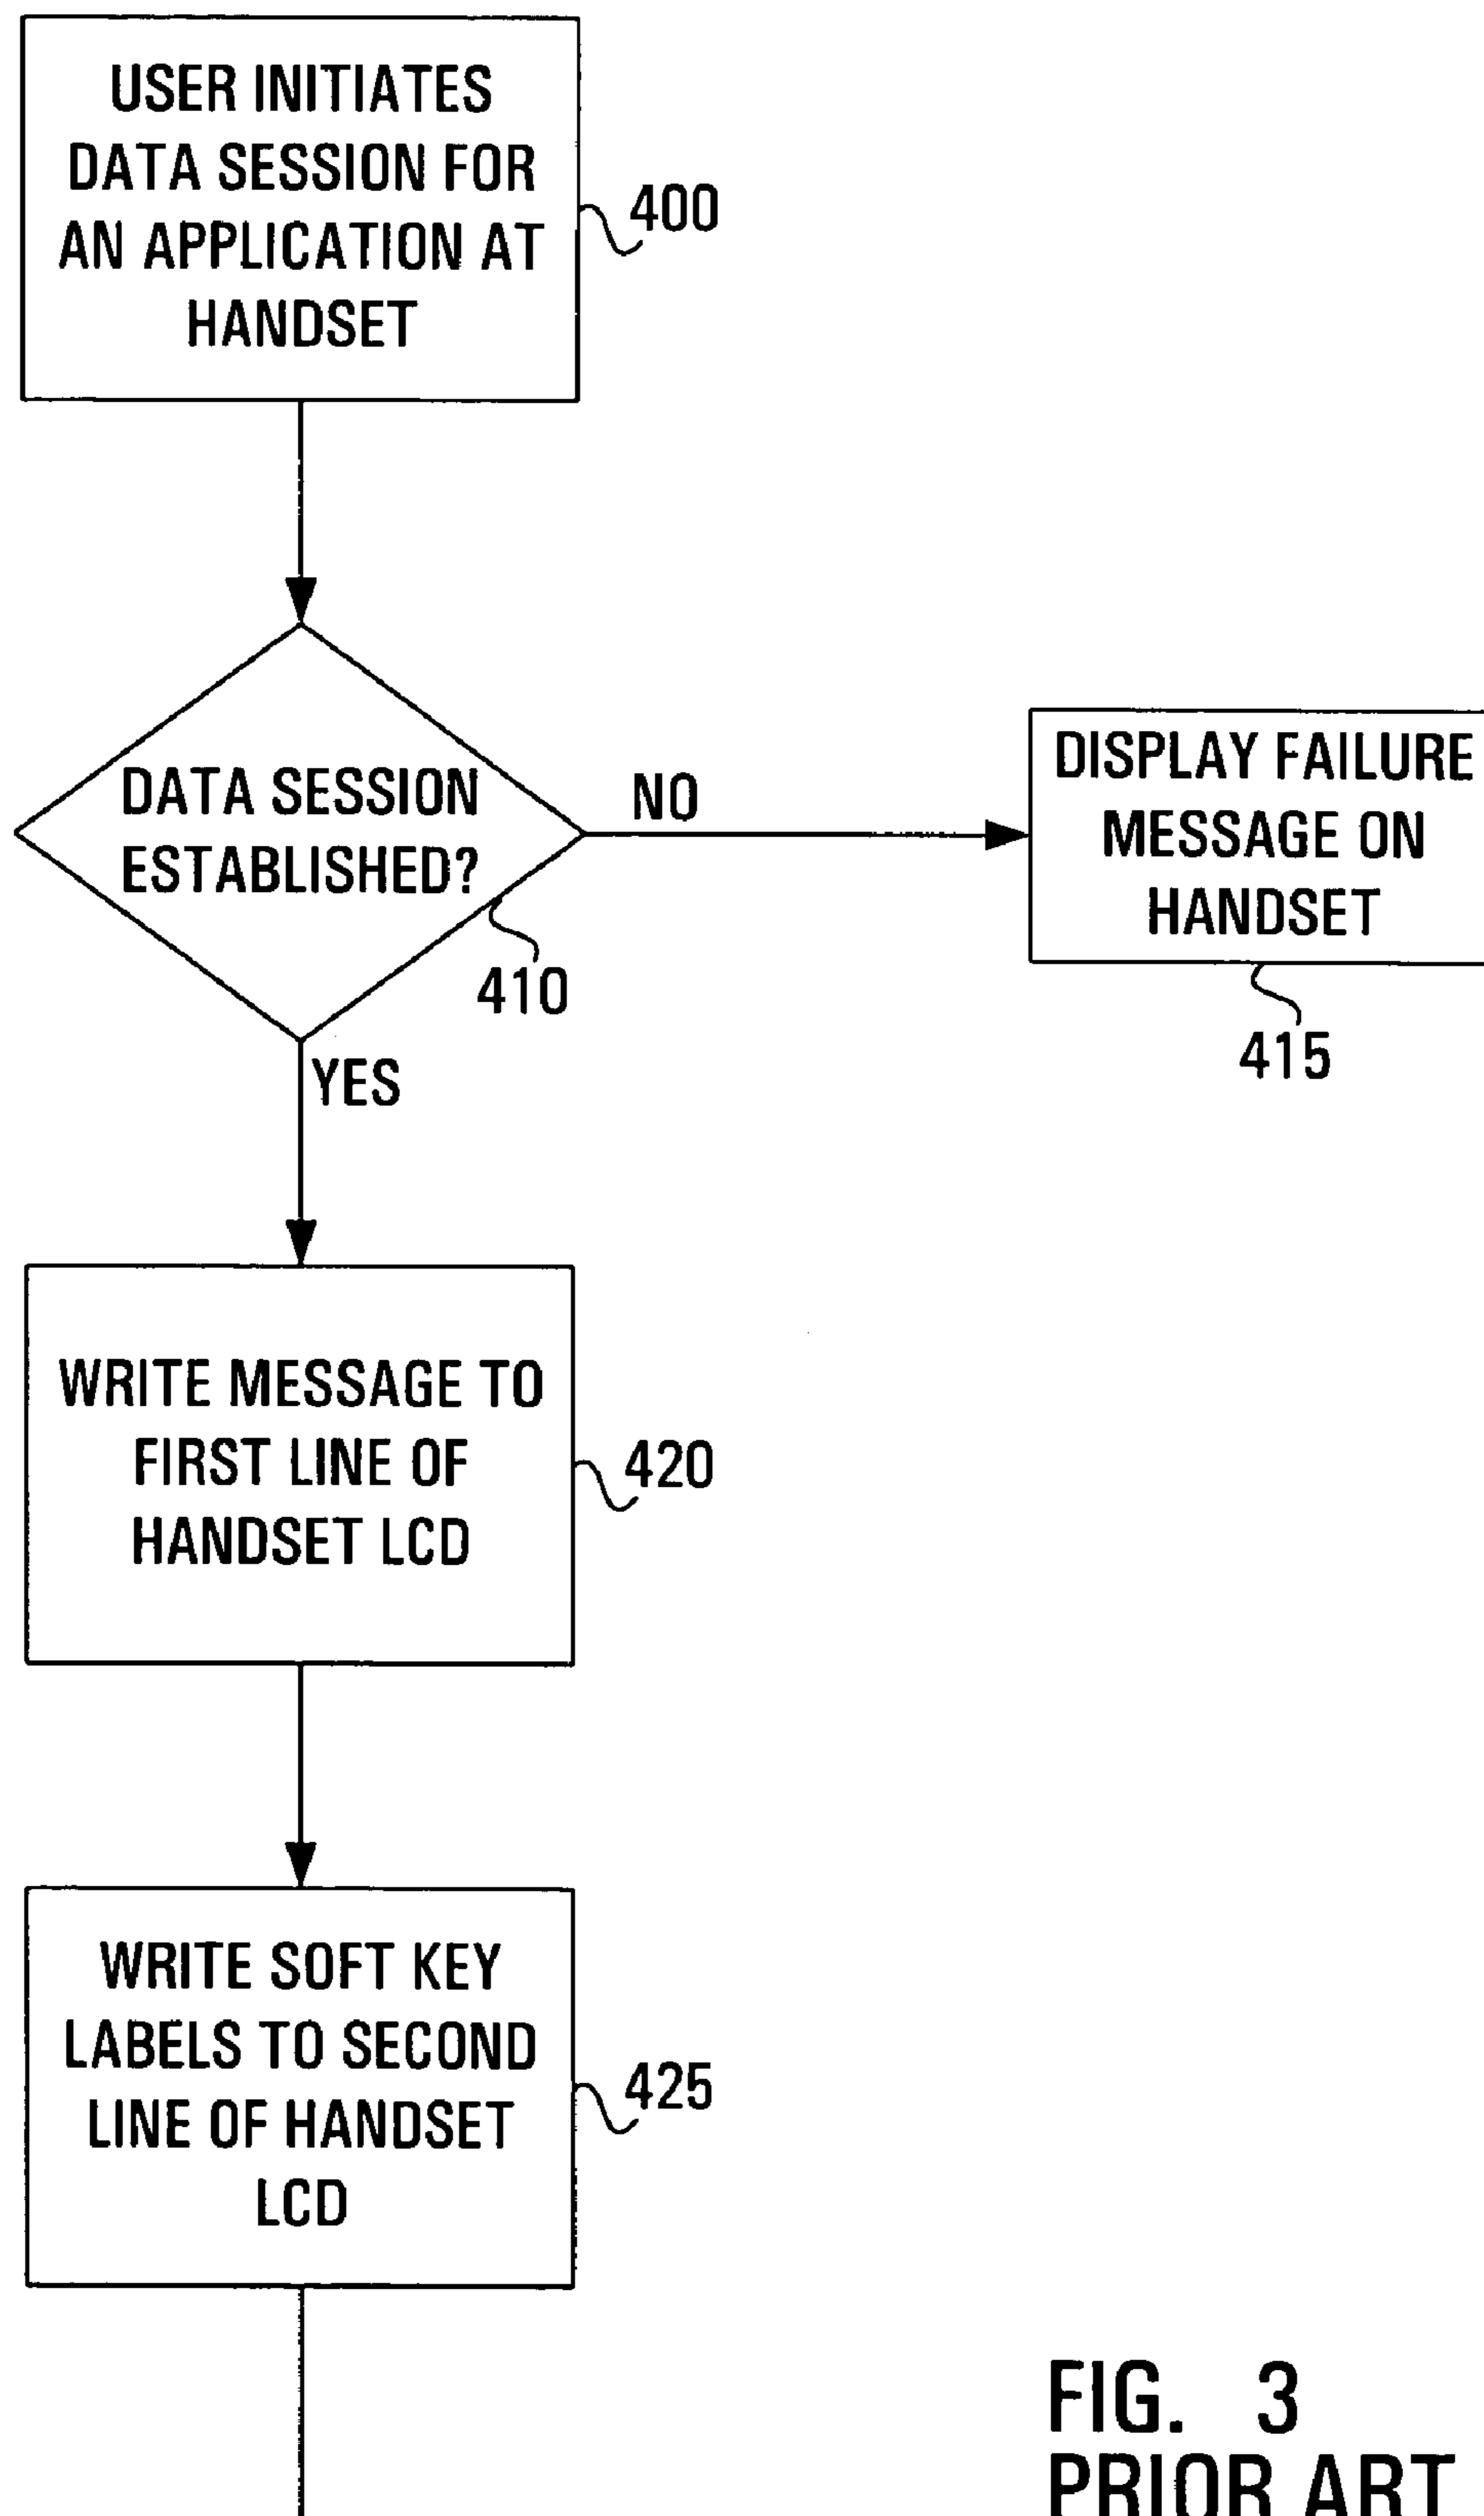 USER INITIATES
DATA SESSION FOR
AN APPLICATION AT
HANDSET
400
DATA SESSION
ESTABLISHED?
410
NO
DISPLAY FAILURE
MESSAGE ON
HANDSET
415
YES
WRITE MESSAGE TO
FIRST LINE OF
HANDSET LCD
420
WRITE SOFT KEY
LABELS TO SECOND
LINE OF HANDSET
LCD
425
FIG. 3
PRIOR ART